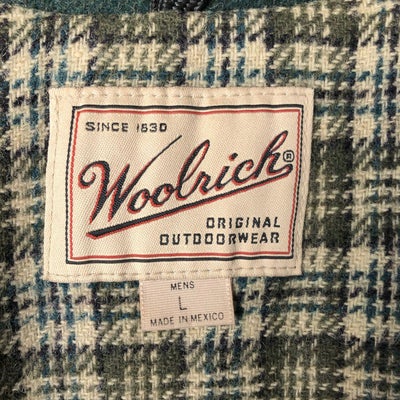 SINCE 1830
Woolrich®
ORIGINAL
OUTDOORWEAR
MENS
L
MADE IN MEXICO